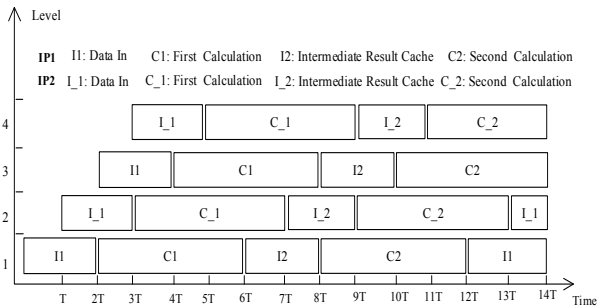 Level
IP1 I1: Data In C1: First Calculation I2: Intermediate Result Cache C2: Second Calculation
IP2 I_1: Data In C_1: First Calculation I_2: Intermediate Result Cache C_2: Second Calculation
4 I_1 C_1 I_2 C_2
3 I1 C1 I2 C2
2 I_1 C_1 I_2 C_2 I_1
1 I1 C1 I2 C2 I1
T 2T 3T 4T 5T 6T 7T 8T 9T 10T 11T 12T 13T 14T Time